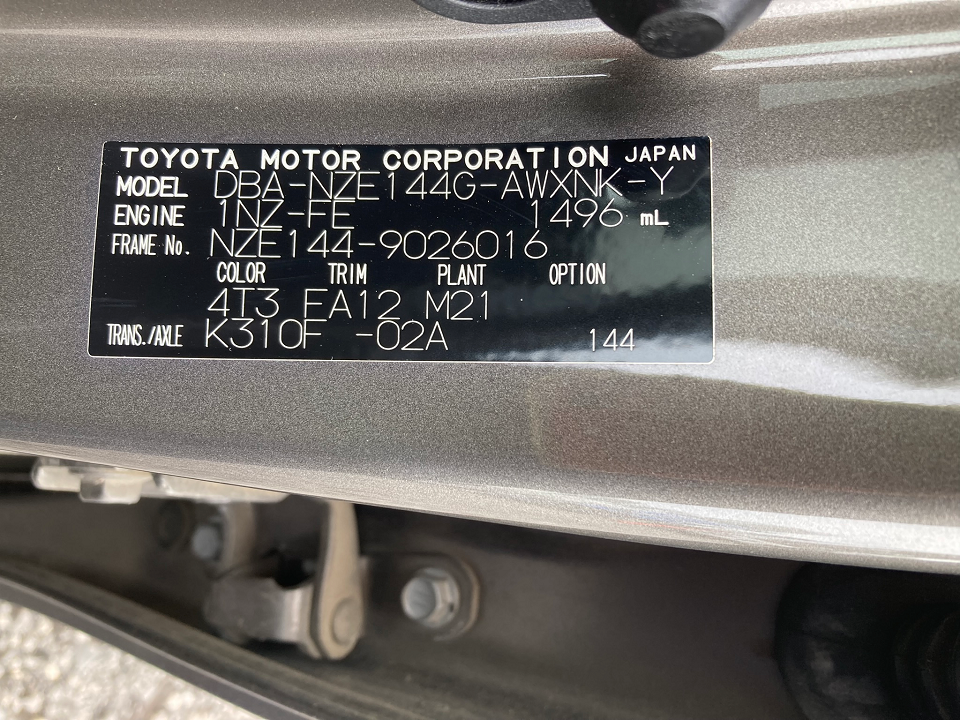 TOYOTA MOTOR CORPORATION JAPAN
MODEL DBA-NZE144G-AWXNK-Y
ENGINE 1NZ-FE 1496 mL
FRAME No. NZE144-9026016
COLOR TRIM PLANT OPTION
4T3 FA12 M21
TRANS./AXLE K310F -02A 144